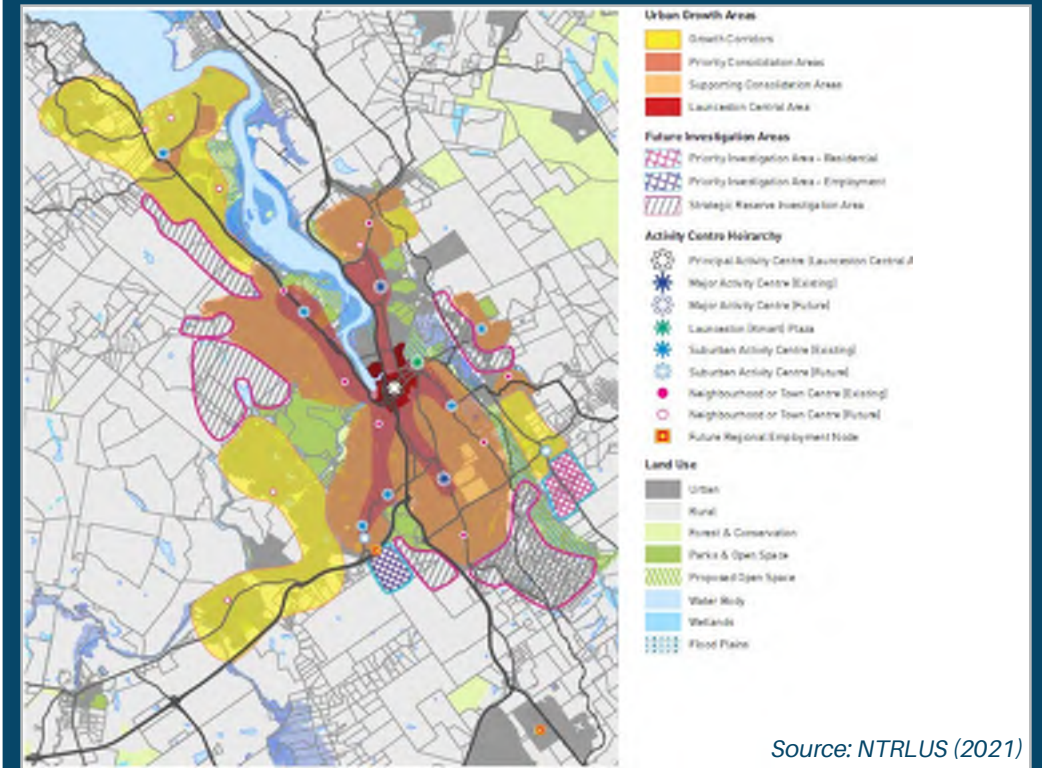 Urban Growth Areas
Growth Corridors
Priority Consolidation Areas
Supporting Consolidation Areas
Launceston Central Area
Future Investigation Areas
Priority Investigation Area - Residential
Priority Investigation Area - Employment
Strategic Reserve Investigation Area
Activity Centre Heirarchy
Principal Activity Centre (Launceston Central A
Major Activity Centre (Existing)
Major Activity Centre (Future)
Launceston (Kmart) Plaza
Suburban Activity Centre (Existing)
Suburban Activity Centre (Future)
Neighbourhood or Town Centre (Existing)
Neighbourhood or Town Centre (Future)
Future Regional Employment Node
Land Use
Urban
Rural
Forest & Conservation
Parks & Open Space
Proposed Open Space
Water Body
Wetlands
Flood Plains
Source: NTRLUS (2021)